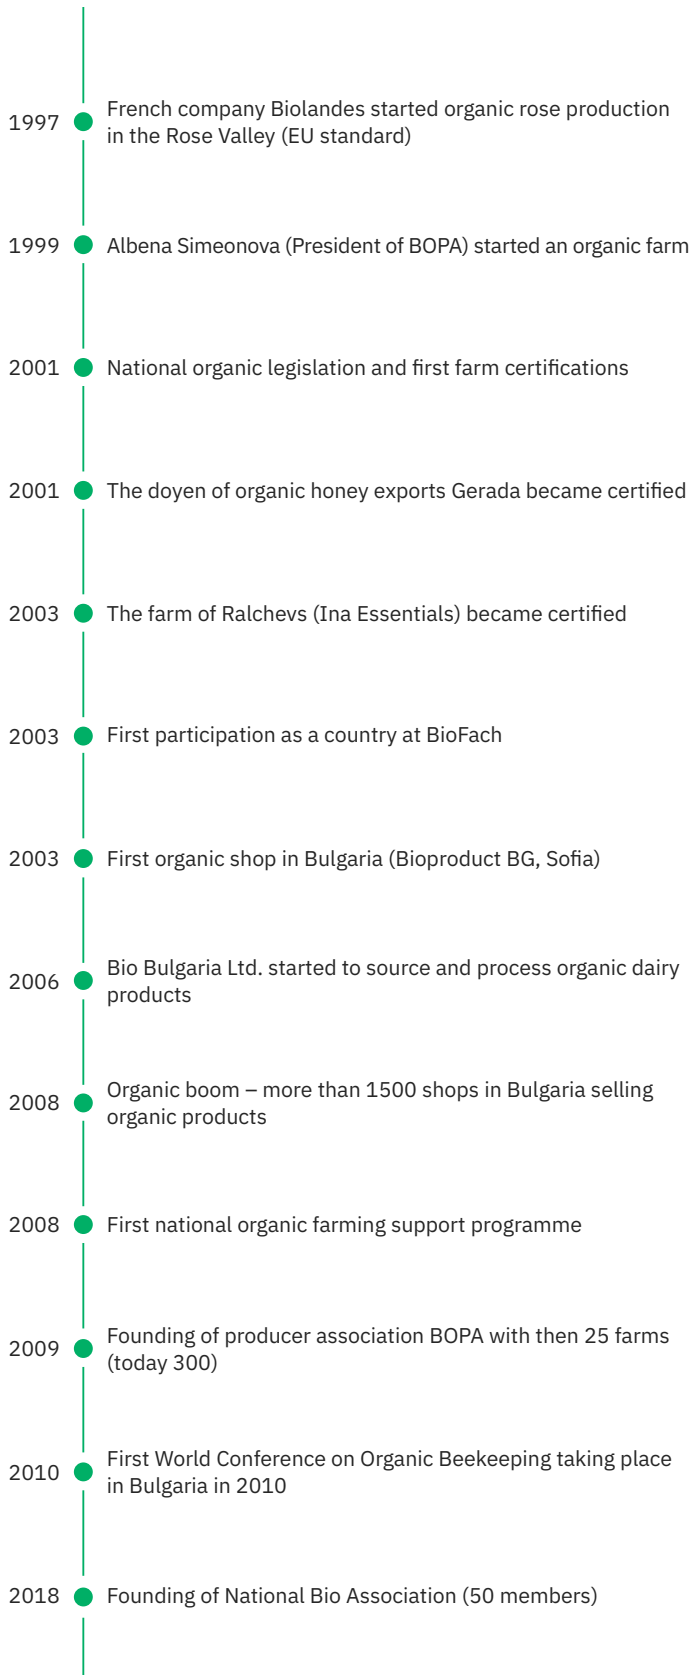 1997
French company Biolandes started organic rose production
in the Rose Valley (EU standard)
1999
Albena Simeonova (President of BOPA) started an organic farm
2001
National organic legislation and first farm certifications
2001
The doyen of organic honey exports Gerada became certified
2003
The farm of Ralchevs (Ina Essentials) became certified
2003
First participation as a country at BioFach
2003
First organic shop in Bulgaria (Bioproduct BG, Sofia)
2006
Bio Bulgaria Ltd. started to source and process organic dairy
products
2008
Organic boom – more than 1500 shops in Bulgaria selling
organic products
2008
First national organic farming support programme
2009
Founding of producer association BOPA with then 25 farms
(today 300)
2010
First World Conference on Organic Beekeeping taking place
in Bulgaria in 2010
2018
Founding of National Bio Association (50 members)